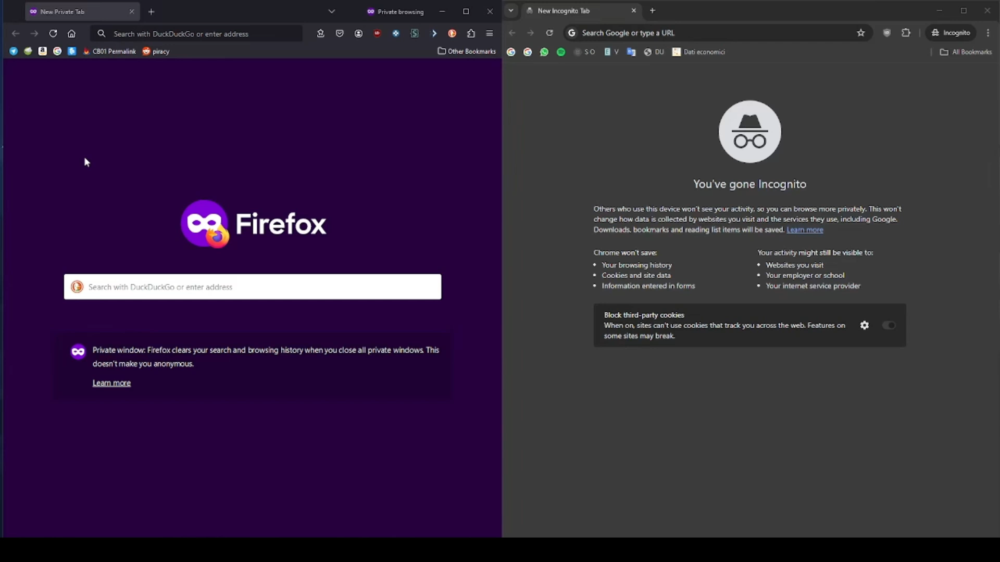 New Private Tab
Private browsing
Search with DuckDuckGo or enter address
CB01 Permalink
piracy
Other Bookmarks
Firefox
Search with DuckDuckGo or enter address
Private window: Firefox clears your search and browsing history when you close all private windows. This
doesn't make you anonymous.
Learn more
New Incognito Tab
Search Google or type a URL
Incognito
S O
V
DU
Dati economici
All Bookmarks
You've gone Incognito
Others who use this device won't see your activity, so you can browse more privately. This won't
change how data is collected by websites you visit and the services they use, including Google.
Downloads, bookmarks and reading list items will be saved. Learn more
Chrome won't save:
Your browsing history
Cookies and site data
Information entered in forms
Your activity might still be visible to:
Websites you visit
Your employer or school
Your internet service provider
Block third-party cookies
When on, sites can't use cookies that track you across the web. Features on
some sites may break.